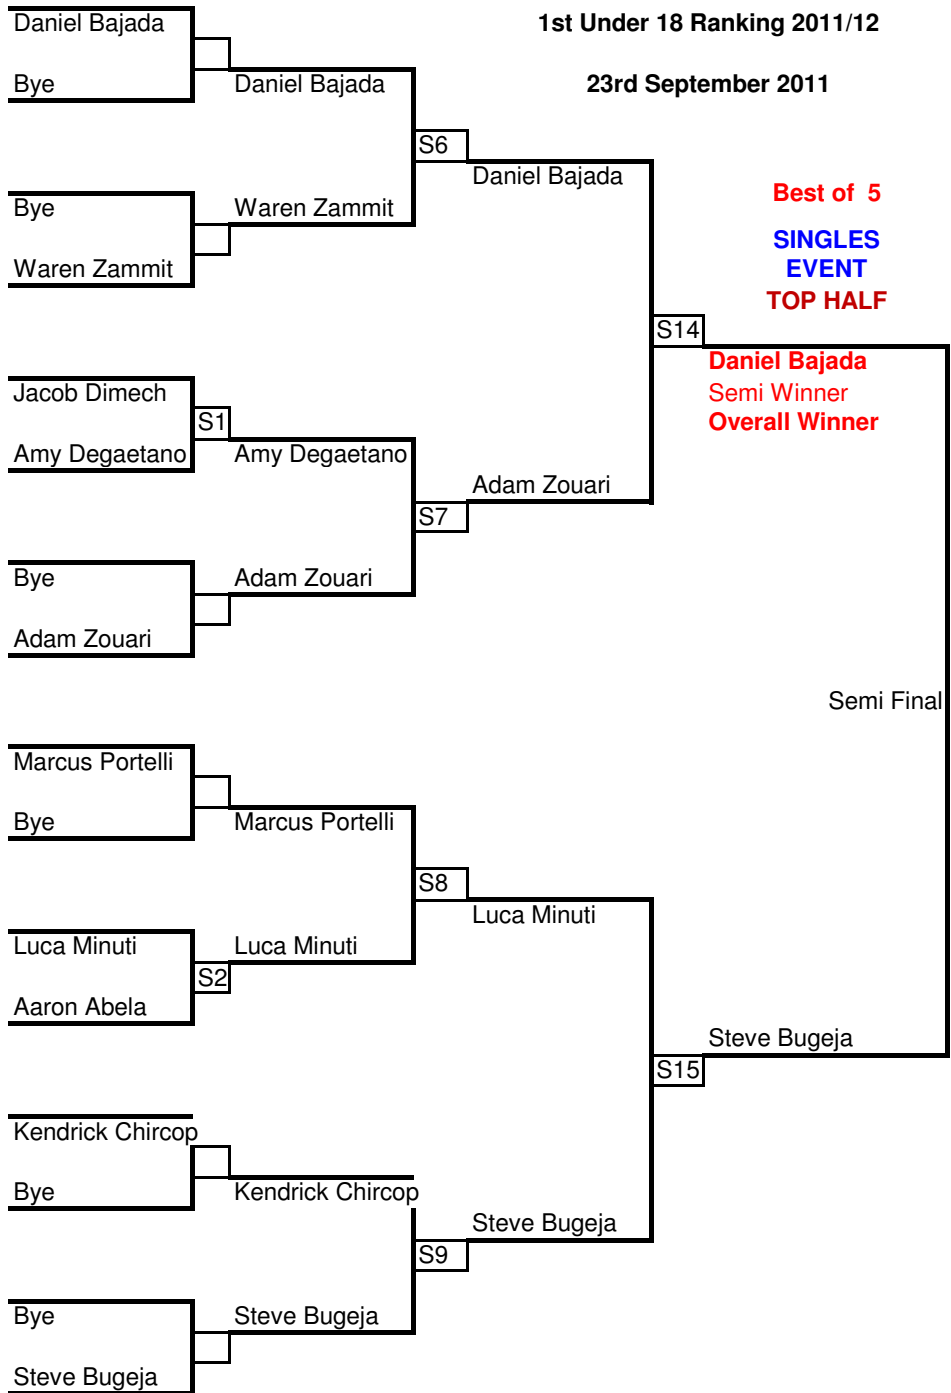 Daniel Bajada
1st Under 18 Ranking 2011/12
Bye
Daniel Bajada
23rd September 2011
S6
Daniel Bajada
Best of 5
Bye
Waren Zammit
SINGLES
EVENT
Waren Zammit
TOP HALF
S14
Daniel Bajada
Jacob Dimech
Semi Winner
S1
Overall Winner
Amy Degaetano
Amy Degaetano
Adam Zouari
S7
Bye
Adam Zouari
Adam Zouari
Semi Final
Marcus Portelli
Bye
Marcus Portelli
S8
Luca Minuti
Luca Minuti
Luca Minuti
S2
Aaron Abela
Steve Bugeja
S15
Kendrick Chircop
Bye
Kendrick Chircop
Steve Bugeja
S9
Bye
Steve Bugeja
Steve Bugeja